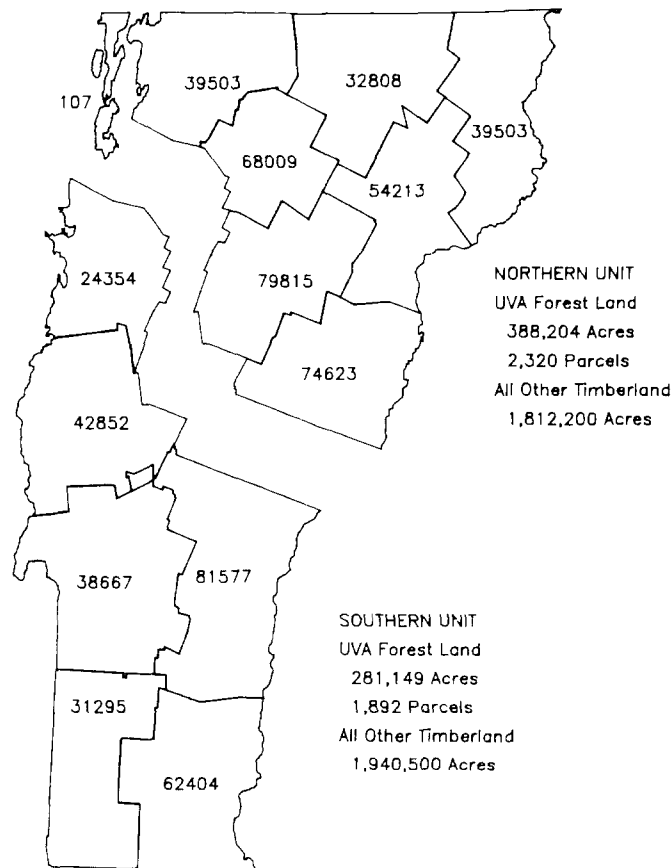 39503
32808
107
39503
68009
54213
24354
79815
NORTHERN UNIT
UVA Forest Land
388,204 Acres
2,320 Parcels
All Other Timberland
1,812,200 Acres
74623
42852
38667
81577
SOUTHERN UNIT
UVA Forest Land
281,149 Acres
1,892 Parcels
All Other Timberland
1,940,500 Acres
31295
62404